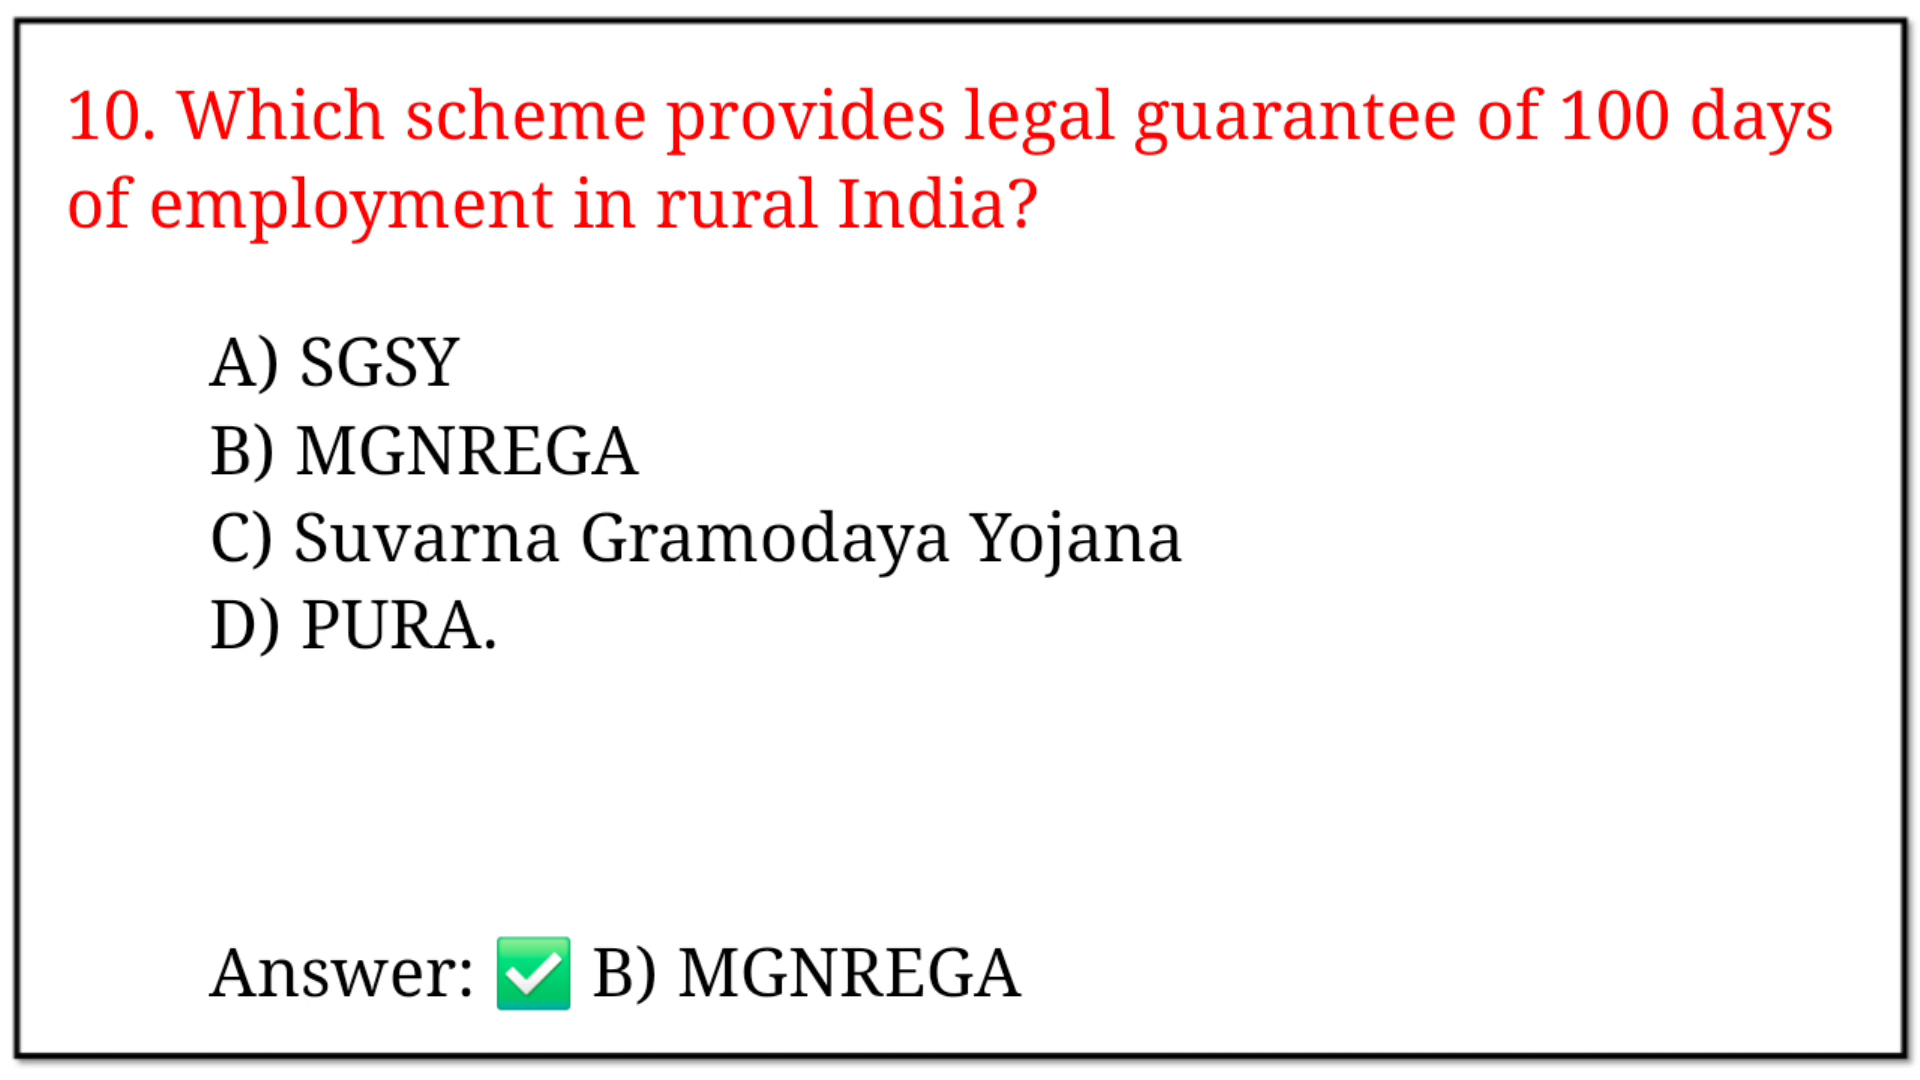 10. Which scheme provides legal guarantee of 100 days
of employment in rural India?
A) SGSY
B) MGNREGA
C) Suvarna Gramodaya Yojana
D) PURA.
Answer: ✅ B) MGNREGA